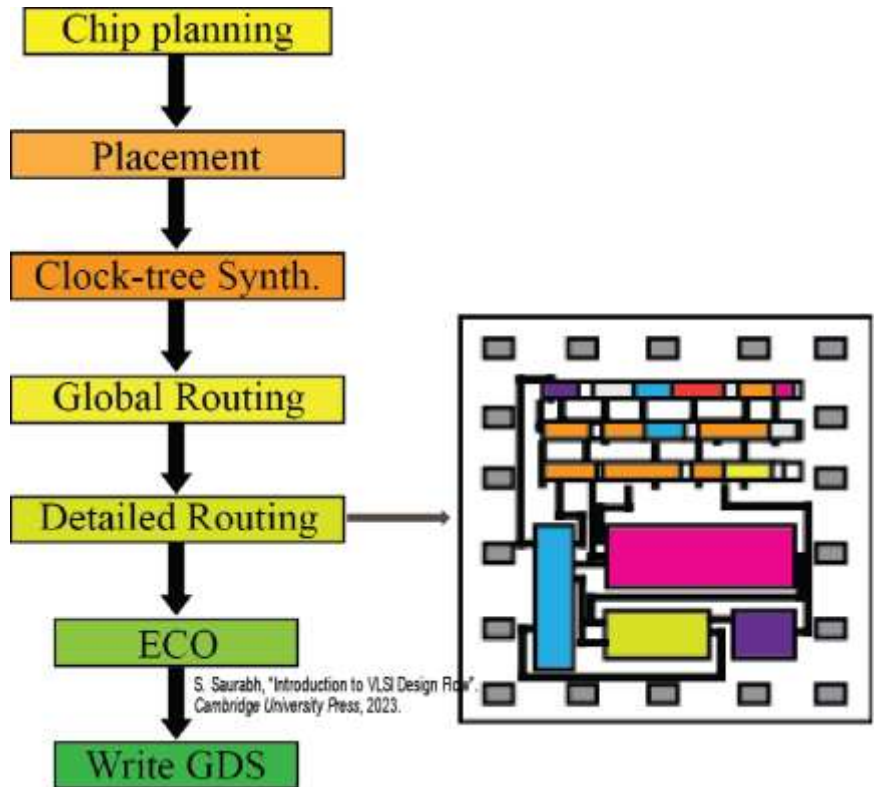 Chip planning
Placement
Clock-tree Synth.
Global Routing
Detailed Routing
ECO
S. Saurabh, "Introduction to VLSI Design Flow".
Cambridge University Press, 2023.
Write GDS